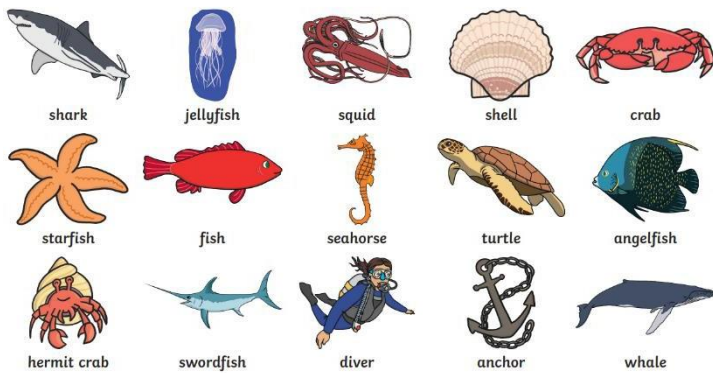 shark jellyfish squid shell crab
starfish fish seahorse turtle angelfish
hermit crab swordfish diver anchor whale